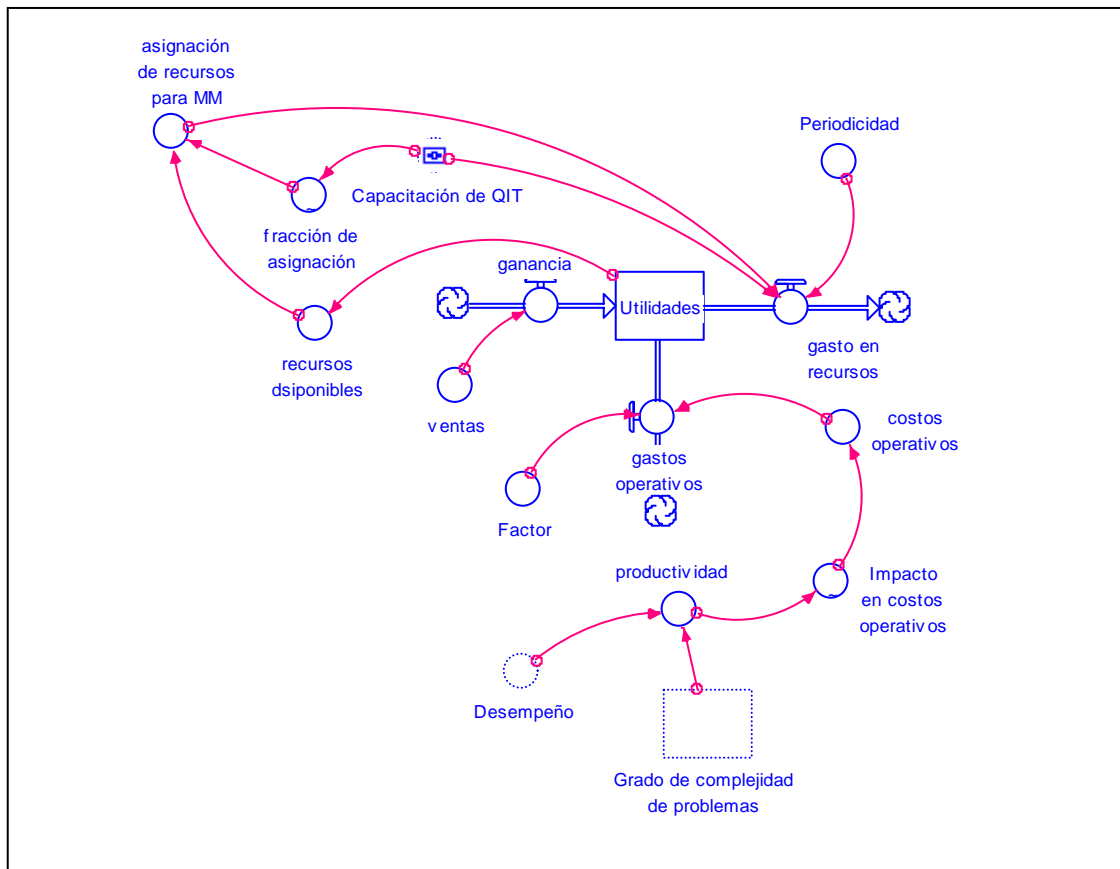 asignación
de recursos
para MM
Periodicidad
Capacitación de QIT
fracción de
asignación
ganancia
Utilidades
gasto en
recursos
recursos
dsiponibles
ventas
costos
operativos
gastos
operativos
Factor
productividad
Impacto
en costos
operativos
Desempeño
Grado de complejidad
de problemas